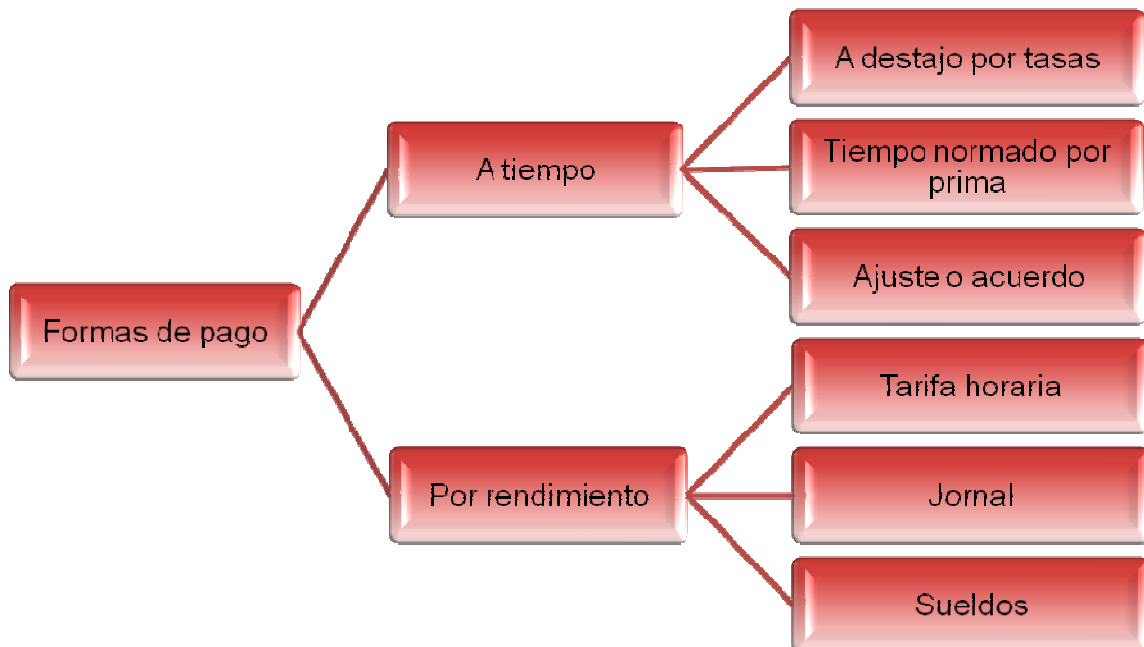 Formas de pago
A tiempo
A destajo por tasas
Tiempo normado por
prima
Ajuste o acuerdo
Por rendimiento
Tarifa horaria
Jornal
Sueldos